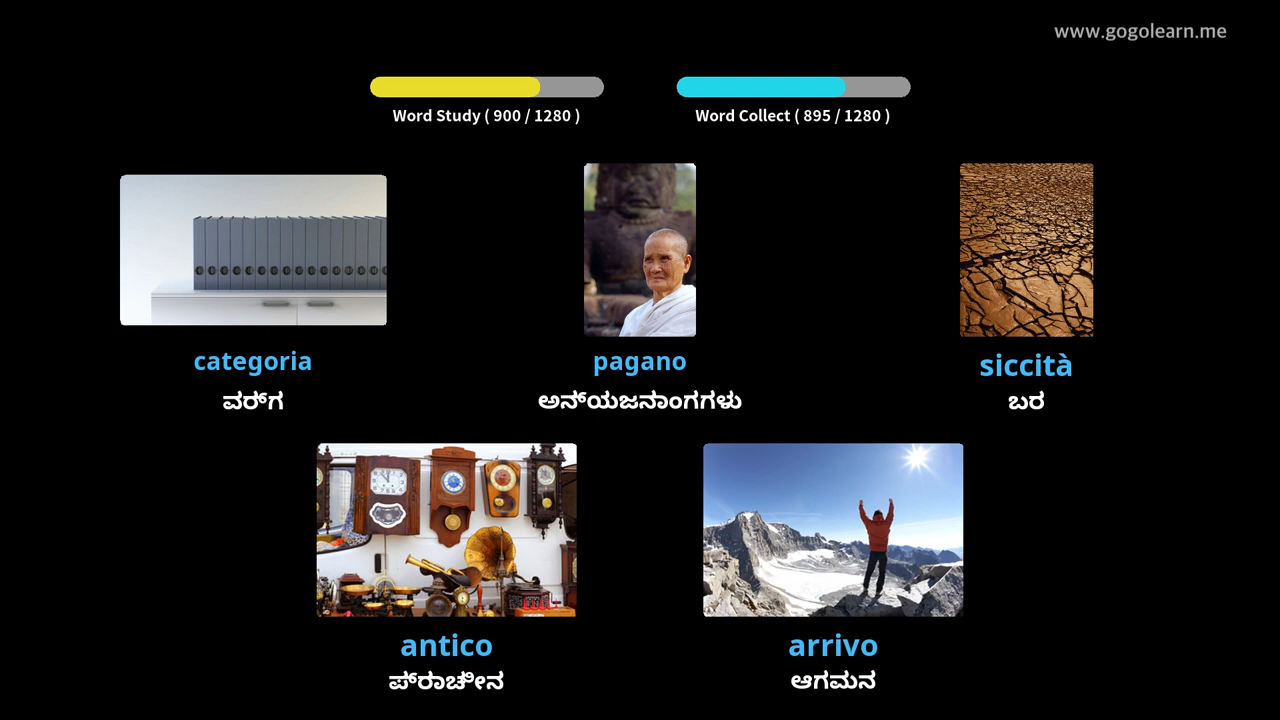 www.gogolearn.me
Word Study ( 900 / 1280 )
Word Collect ( 895 / 1280 )
categoria
ವರ್ಗ
pagano
ಅನ್ಯಜನಾಂಗಗಳು
siccità
ಬರ
antico
ಪ್ರಾಚೀನ
arrivo
ಆಗಮನ